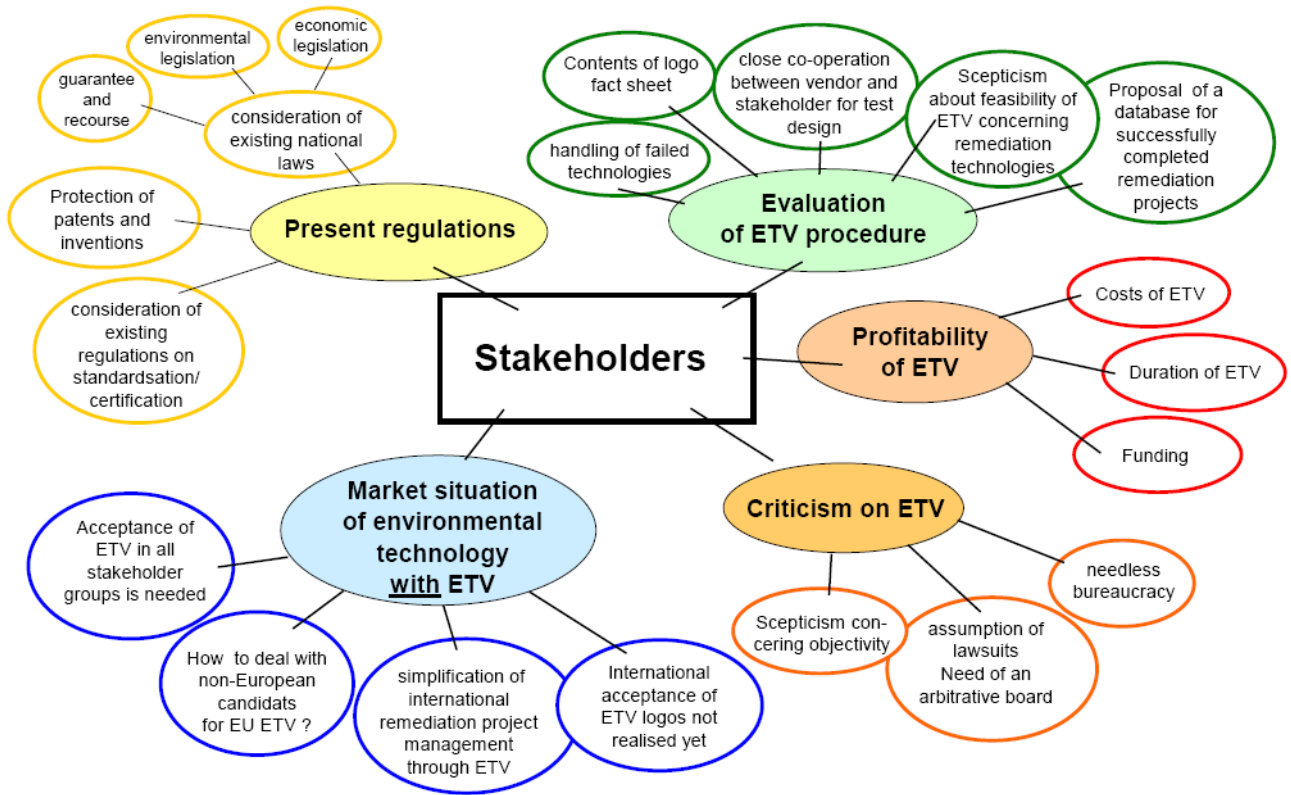 environmental
legislation
economic
legislation
guarantee
and
recourse
consideration of
existing national
laws
Protection of
patents and
inventions
consideration of
existing
regulations on
standardsation/
certification
Present regulations
Contents of logo
fact sheet
close co-operation
between vendor and
stakeholder for test
design
Scepticism
about feasibility of
ETV concerning
remediation
technologies
Proposal of a
database for
successfully
completed
remediation
projects
handling of failed
technologies
Evaluation
of ETV procedure
Stakeholders
Profitability
of ETV
Costs of ETV
Duration of ETV
Funding
Market situation
of environmental
technology
with ETV
Acceptance of
ETV in all
stakeholder
groups is needed
How to deal with
non-European
candidats
for EU ETV ?
simplification of
international
remediation project
management
through ETV
International
acceptance of
ETV logos not
realised yet
Criticism on ETV
Scepticism con-
cering objectivity
assumption of
lawsuits
Need of an
arbitrative board
needless
bureaucracy